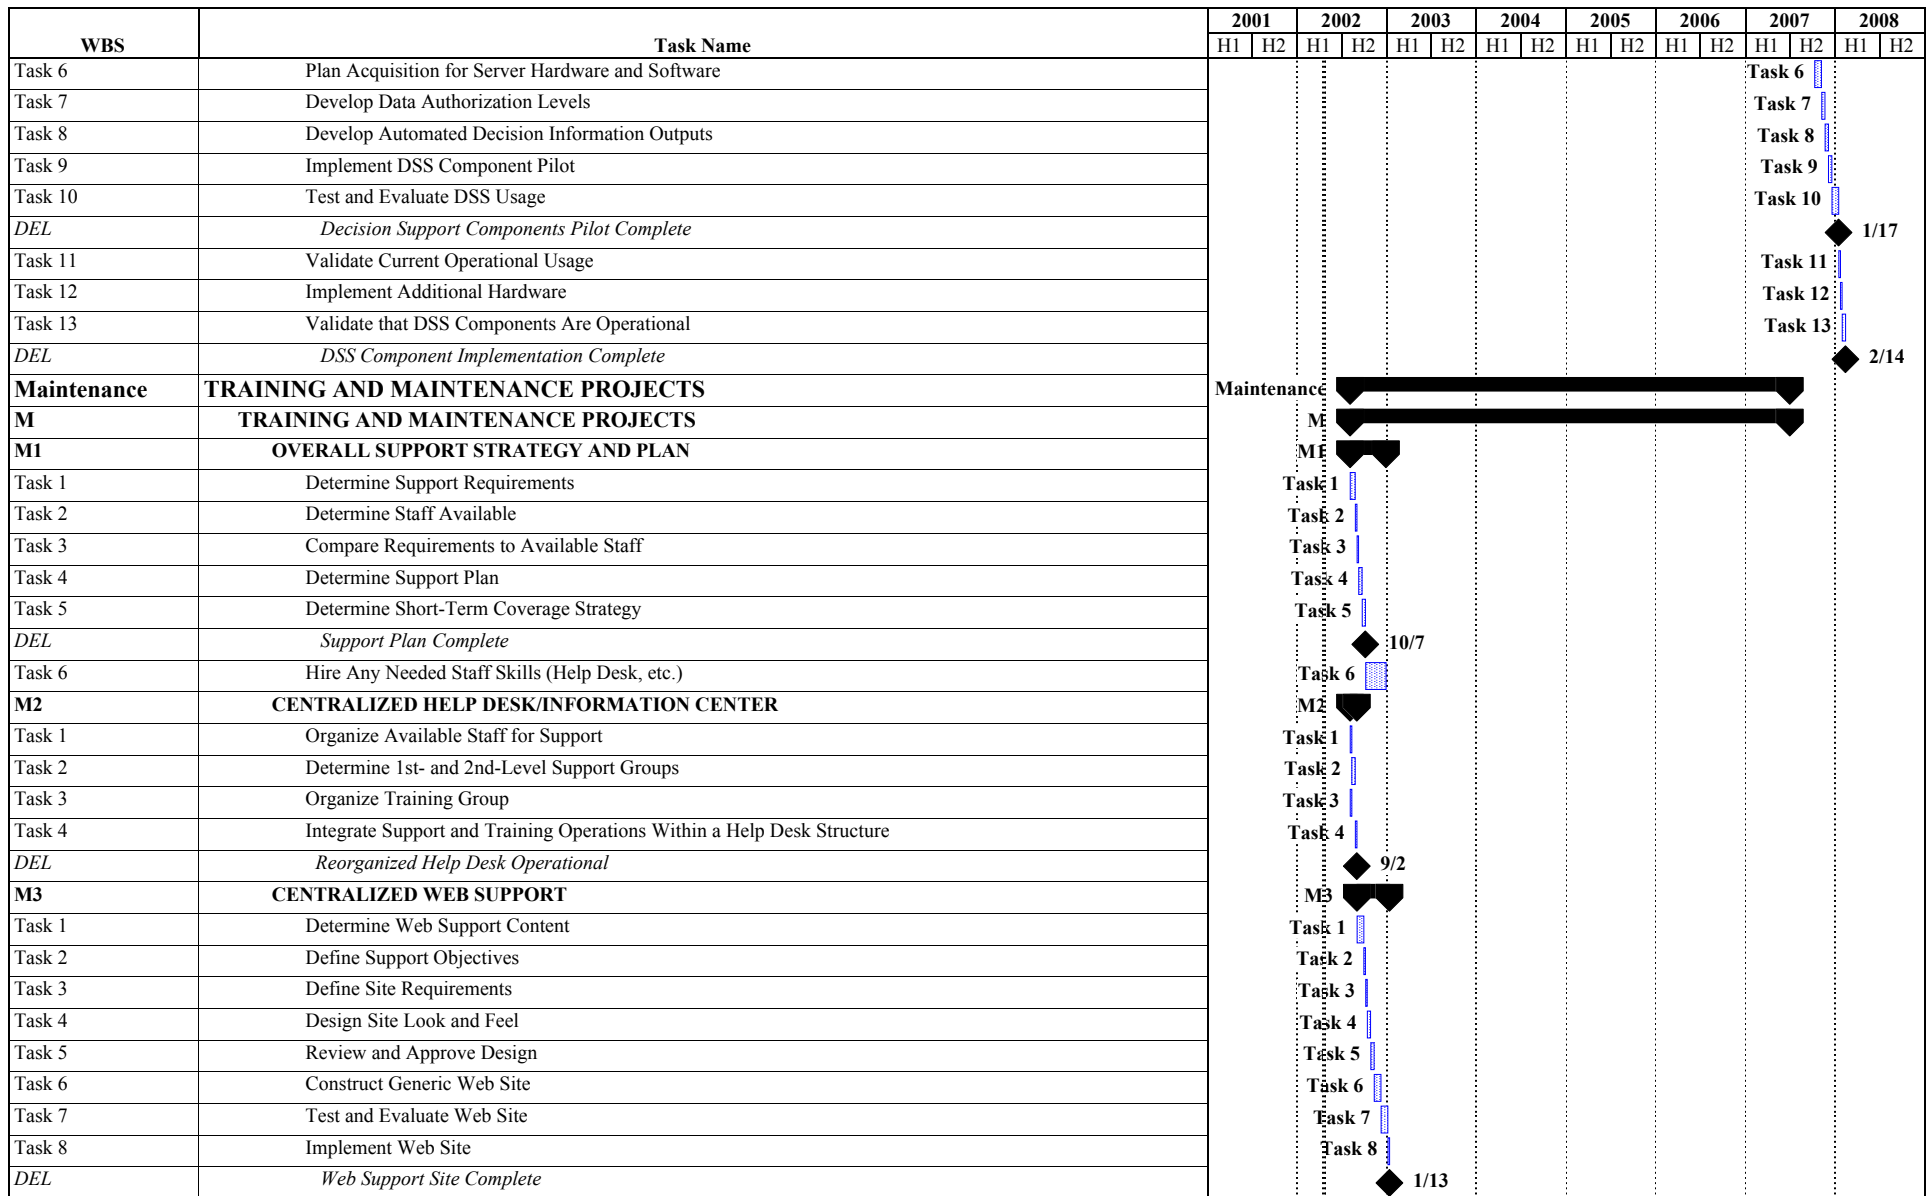 2001 2002 2003 2004 2005 2006 2007 2008
WBS Task Name H1 H2 H1 H2 H1 H2 H1 H2 H1 H2 H1 H2 H1 H2 H1 H2
Task 6 Plan Acquisition for Server Hardware and Software Task 6
Task 7 Develop Data Authorization Levels Task 7
Task 8 Develop Automated Decision Information Outputs Task 8
Task 9 Implement DSS Component Pilot Task 9
Task 10 Test and Evaluate DSS Usage Task 10
DEL Decision Support Components Pilot Complete 1/17
Task 11 Validate Current Operational Usage Task 11
Task 12 Implement Additional Hardware Task 12
Task 13 Validate that DSS Components Are Operational Task 13
DEL DSS Component Implementation Complete 2/14
Maintenance TRAINING AND MAINTENANCE PROJECTS Maintenance
M TRAINING AND MAINTENANCE PROJECTS M
M1 OVERALL SUPPORT STRATEGY AND PLAN M1
Task 1 Determine Support Requirements Task 1
Task 2 Determine Staff Available Task 2
Task 3 Compare Requirements to Available Staff Task 3
Task 4 Determine Support Plan Task 4
Task 5 Determine Short-Term Coverage Strategy Task 5
DEL Support Plan Complete 10/7
Task 6 Hire Any Needed Staff Skills (Help Desk, etc.) Task 6
M2 CENTRALIZED HELP DESK/INFORMATION CENTER M2
Task 1 Organize Available Staff for Support Task 1
Task 2 Determine 1st- and 2nd-Level Support Groups Task 2
Task 3 Organize Training Group Task 3
Task 4 Integrate Support and Training Operations Within a Help Desk Structure Task 4
DEL Reorganized Help Desk Operational 9/2
M3 CENTRALIZED WEB SUPPORT M3
Task 1 Determine Web Support Content Task 1
Task 2 Define Support Objectives Task 2
Task 3 Define Site Requirements Task 3
Task 4 Design Site Look and Feel Task 4
Task 5 Review and Approve Design Task 5
Task 6 Construct Generic Web Site Task 6
Task 7 Test and Evaluate Web Site Task 7
Task 8 Implement Web Site Task 8
DEL Web Support Site Complete 1/13